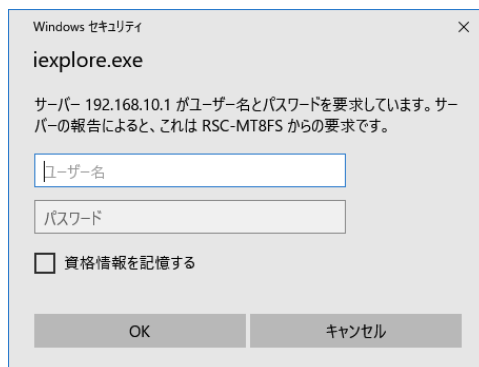 Windows セキュリティ
iexplore.exe
サーバー 192.168.10.1 がユーザー名とパスワードを要求しています。サー
バーの報告によると、これは RSC-MT8FS からの要求です。
ユーザー名
パスワード
資格情報を記憶する
OK キャンセル